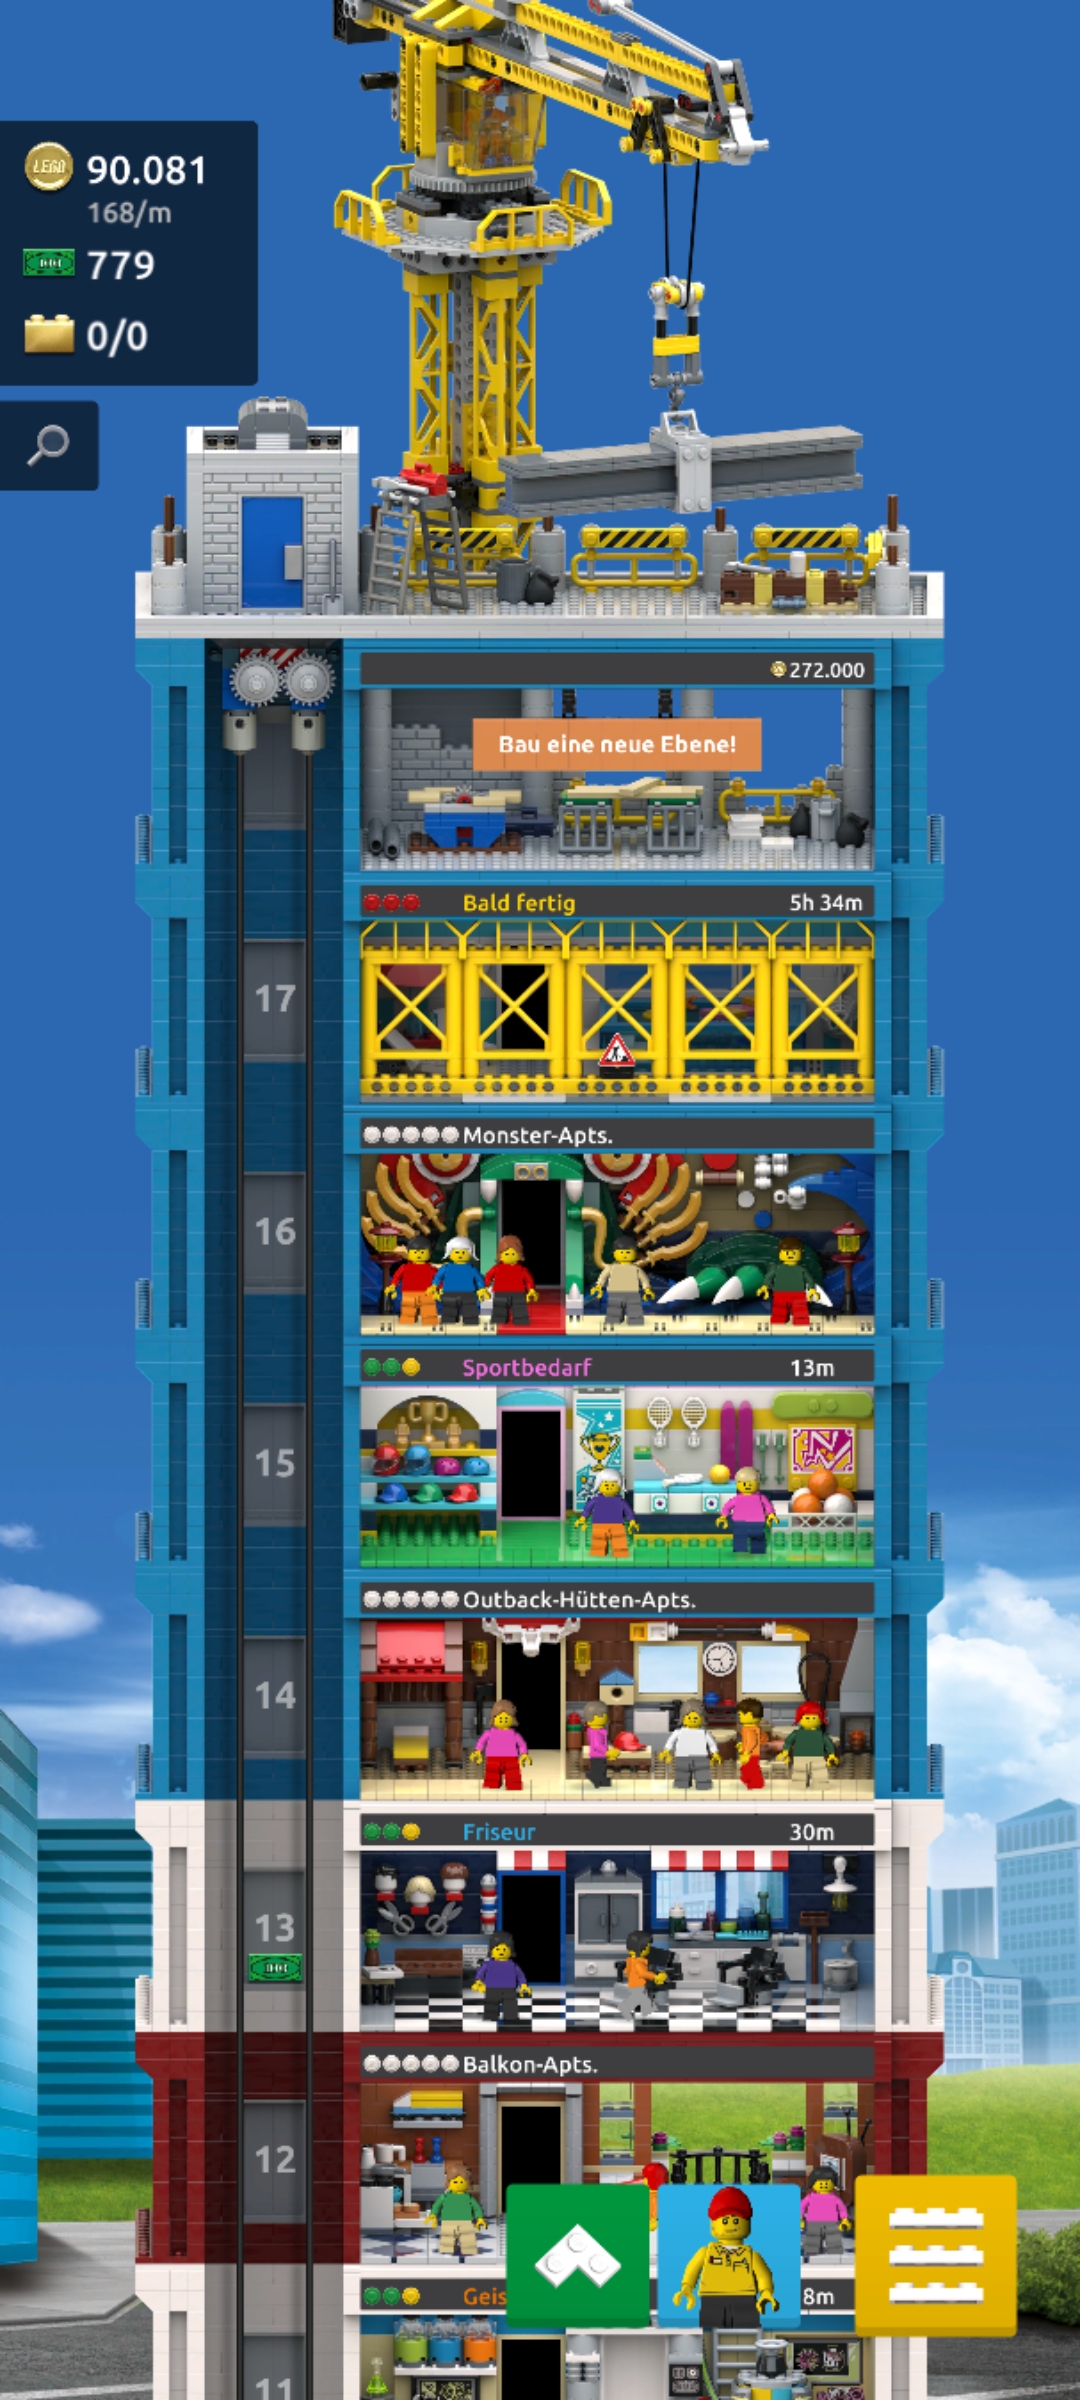 LEGO
90.081
168/m
779
0/0
272.000
Bau eine neue Ebene!
Bald fertig
5h 34m
17
Monster-Apts.
16
Sportbedarf
13m
15
Outback-Hütten-Apts.
14
Friseur
30m
13
Balkon-Apts.
12
Geis
8m
11